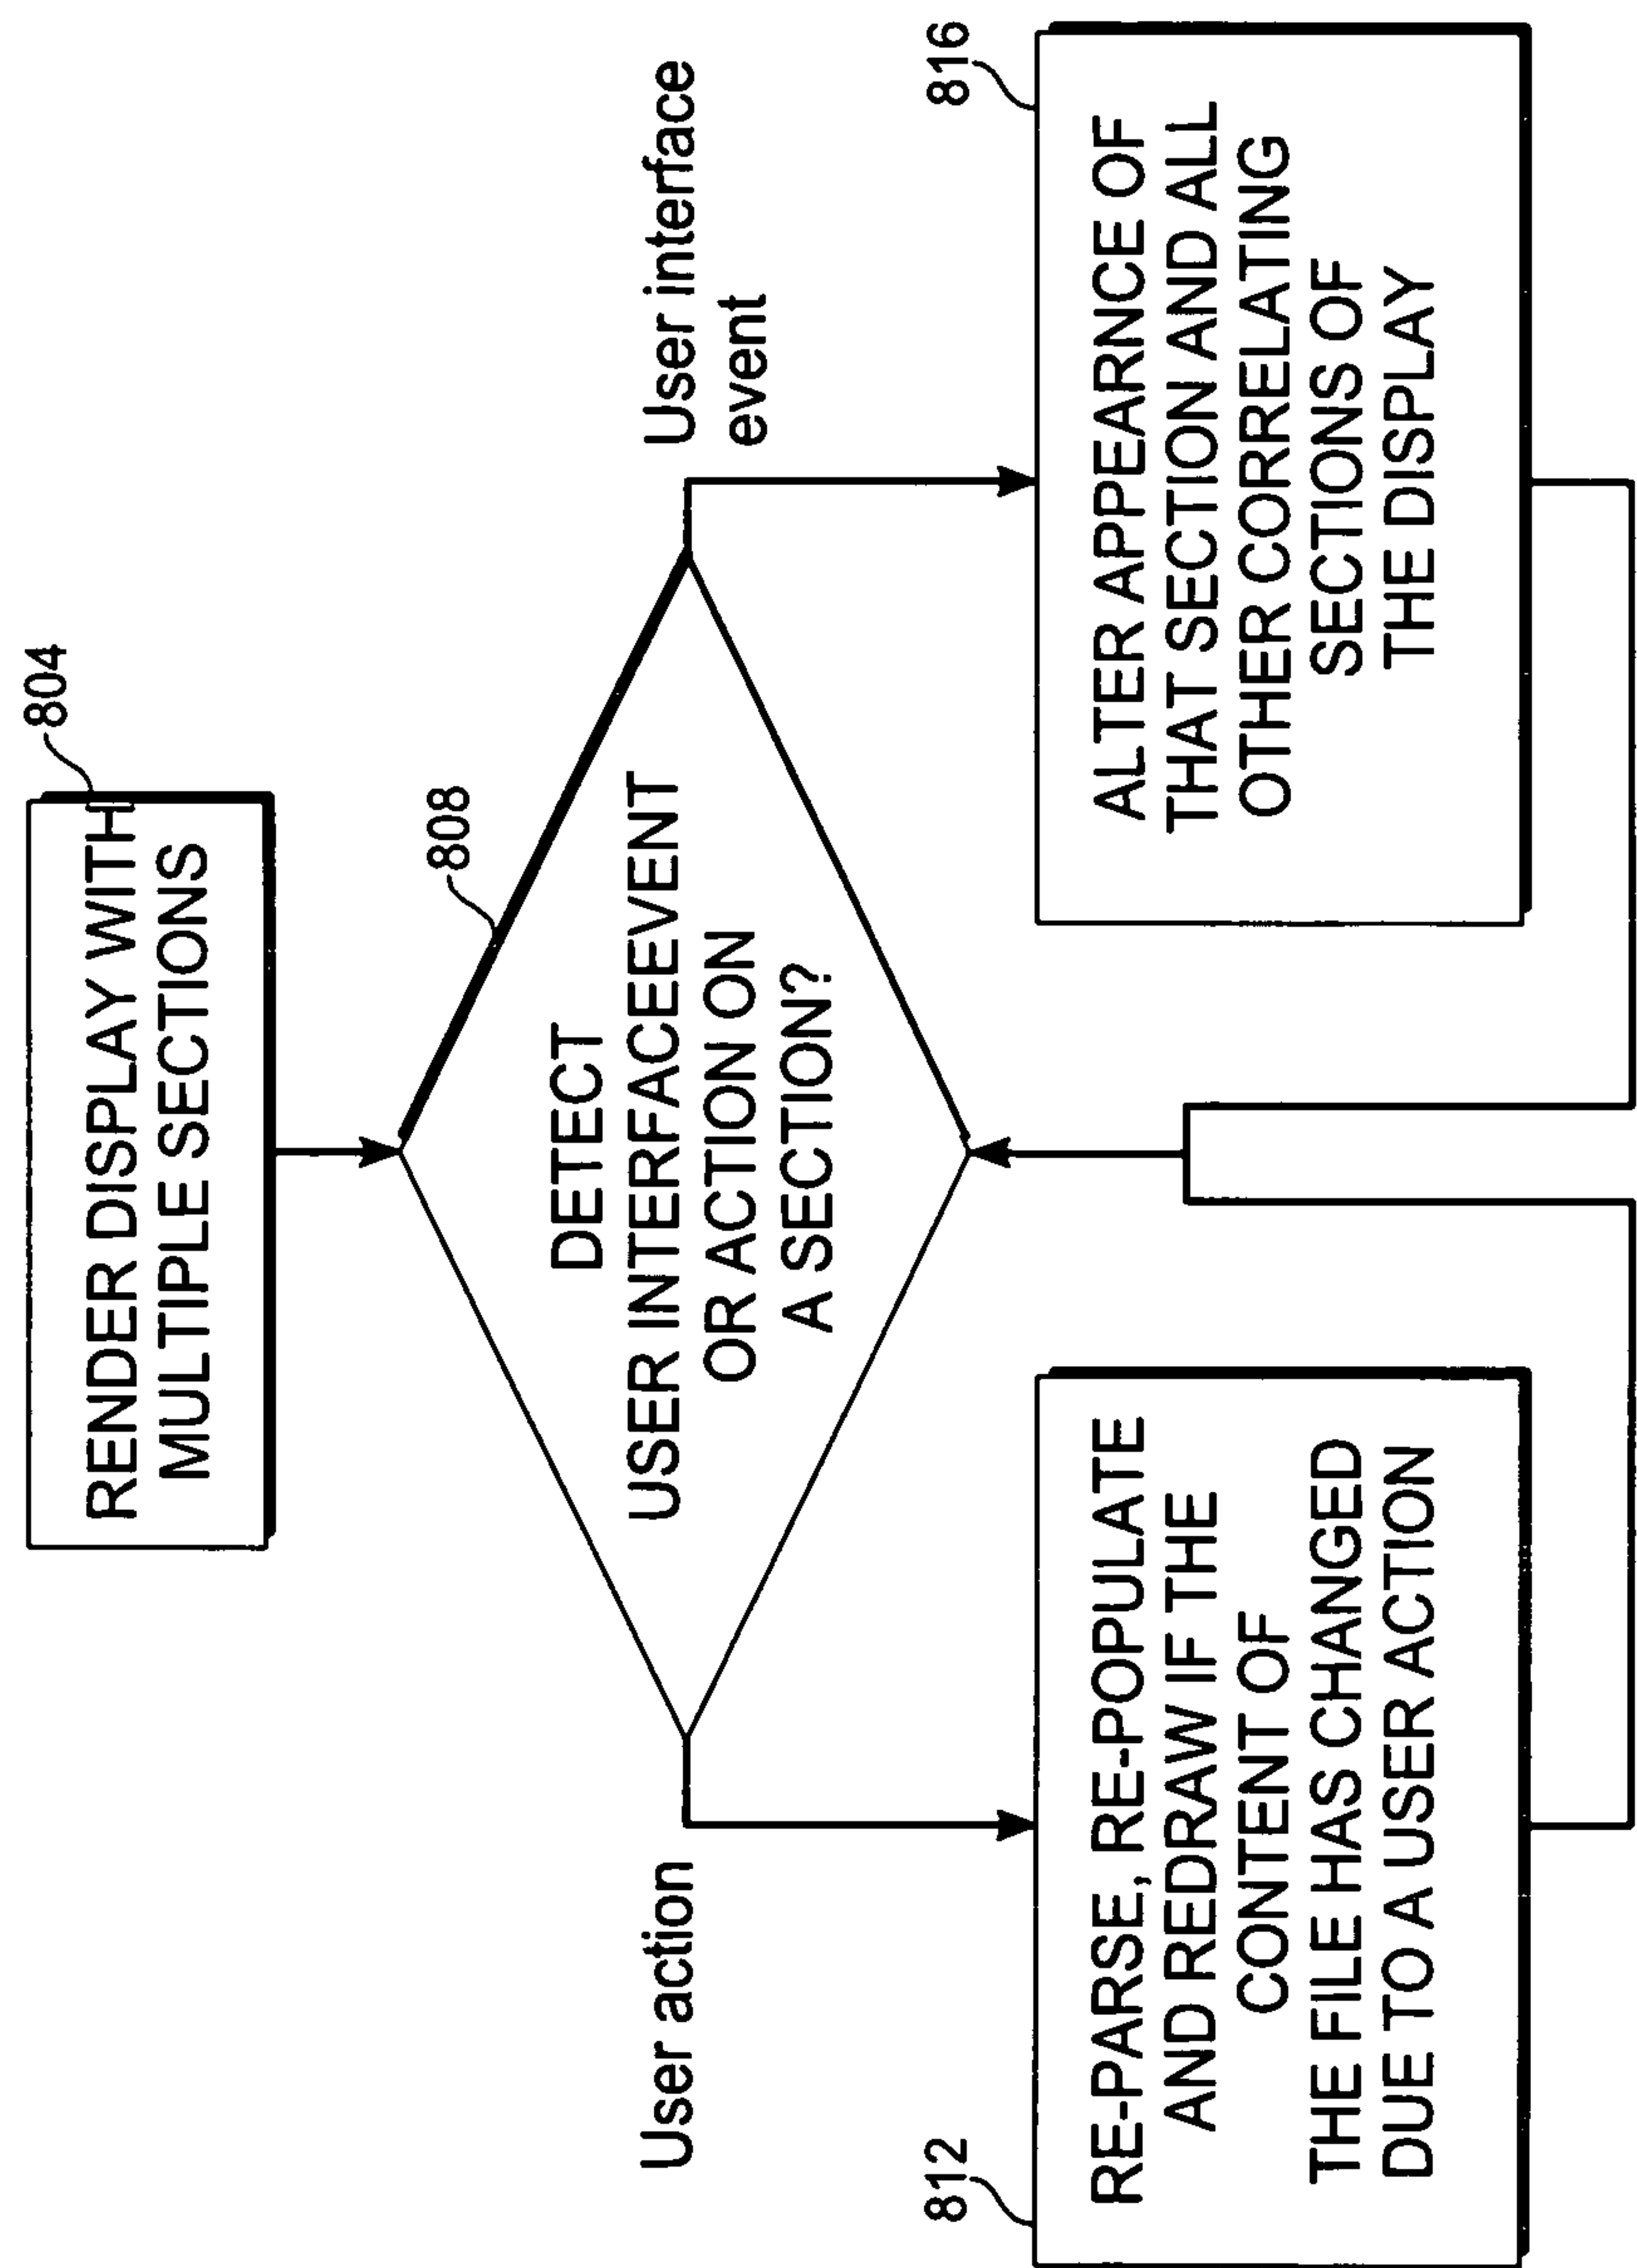 804
RENDER DISPLAY WITH
MULTIPLE SECTIONS
808
DETECT
USER INTERFACEEVENT
OR ACTION ON
A SECTION?
User action
User interface
event
812
RE-PARSE, RE-POPULATE
AND REDRAW IF THE
CONTENT OF
THE FILE HAS CHANGED
DUE TO A USER ACTION
816
ALTER APPEARNCE OF
THAT SECTION AND ALL
OTHER CORRELATING
SECTIONS OF
THE DISPLAY